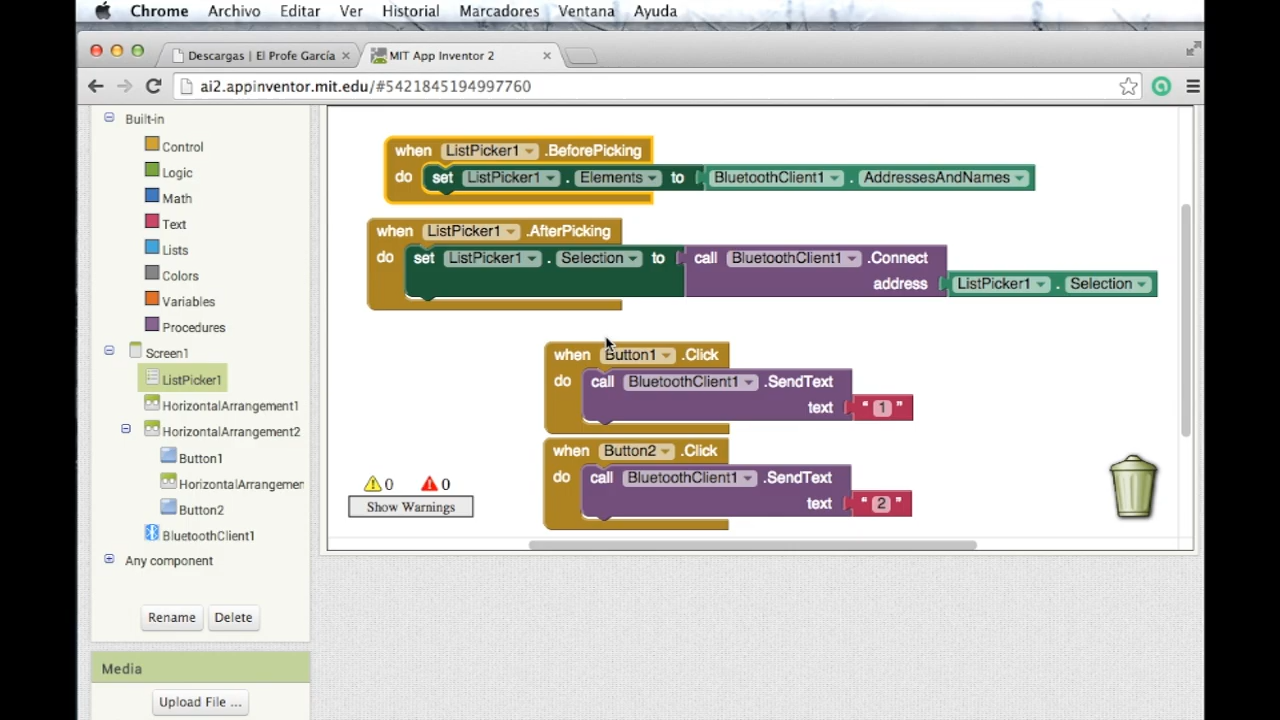 Chrome Archivo Editar Ver Historial Marcadores Ventana Ayuda
Descargas | El Profe García
MIT App Inventor 2
ai2.appinventor.mit.edu/#5421845194997760
Built-in
Control
Logic
Math
Text
Lists
Colors
Variables
Procedures
Screen1
ListPicker1
HorizontalArrangement1
HorizontalArrangement2
Button1
HorizontalArrangemen
Button2
BluetoothClient1
Any component
Rename Delete
Media
Upload File ...
when ListPicker1 .BeforePicking
do set ListPicker1 . Elements to BluetoothClient1 . AddressesAndNames
when ListPicker1 .AfterPicking
do set ListPicker1 . Selection to call BluetoothClient1 .Connect
address ListPicker1 . Selection
when Button1 .Click
do call BluetoothClient1 .SendText
text " 1 "
when Button2 .Click
do call BluetoothClient1 .SendText
text " 2 "
0 0
Show Warnings